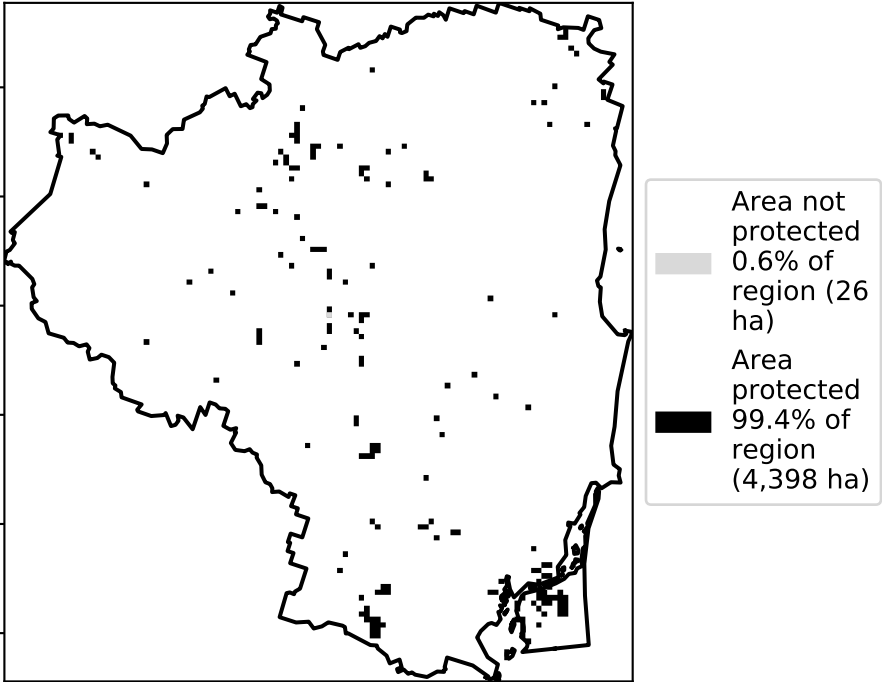 Area not
protected
0.6% of
region (26
ha)
Area
protected
99.4% of
region
(4,398 ha)